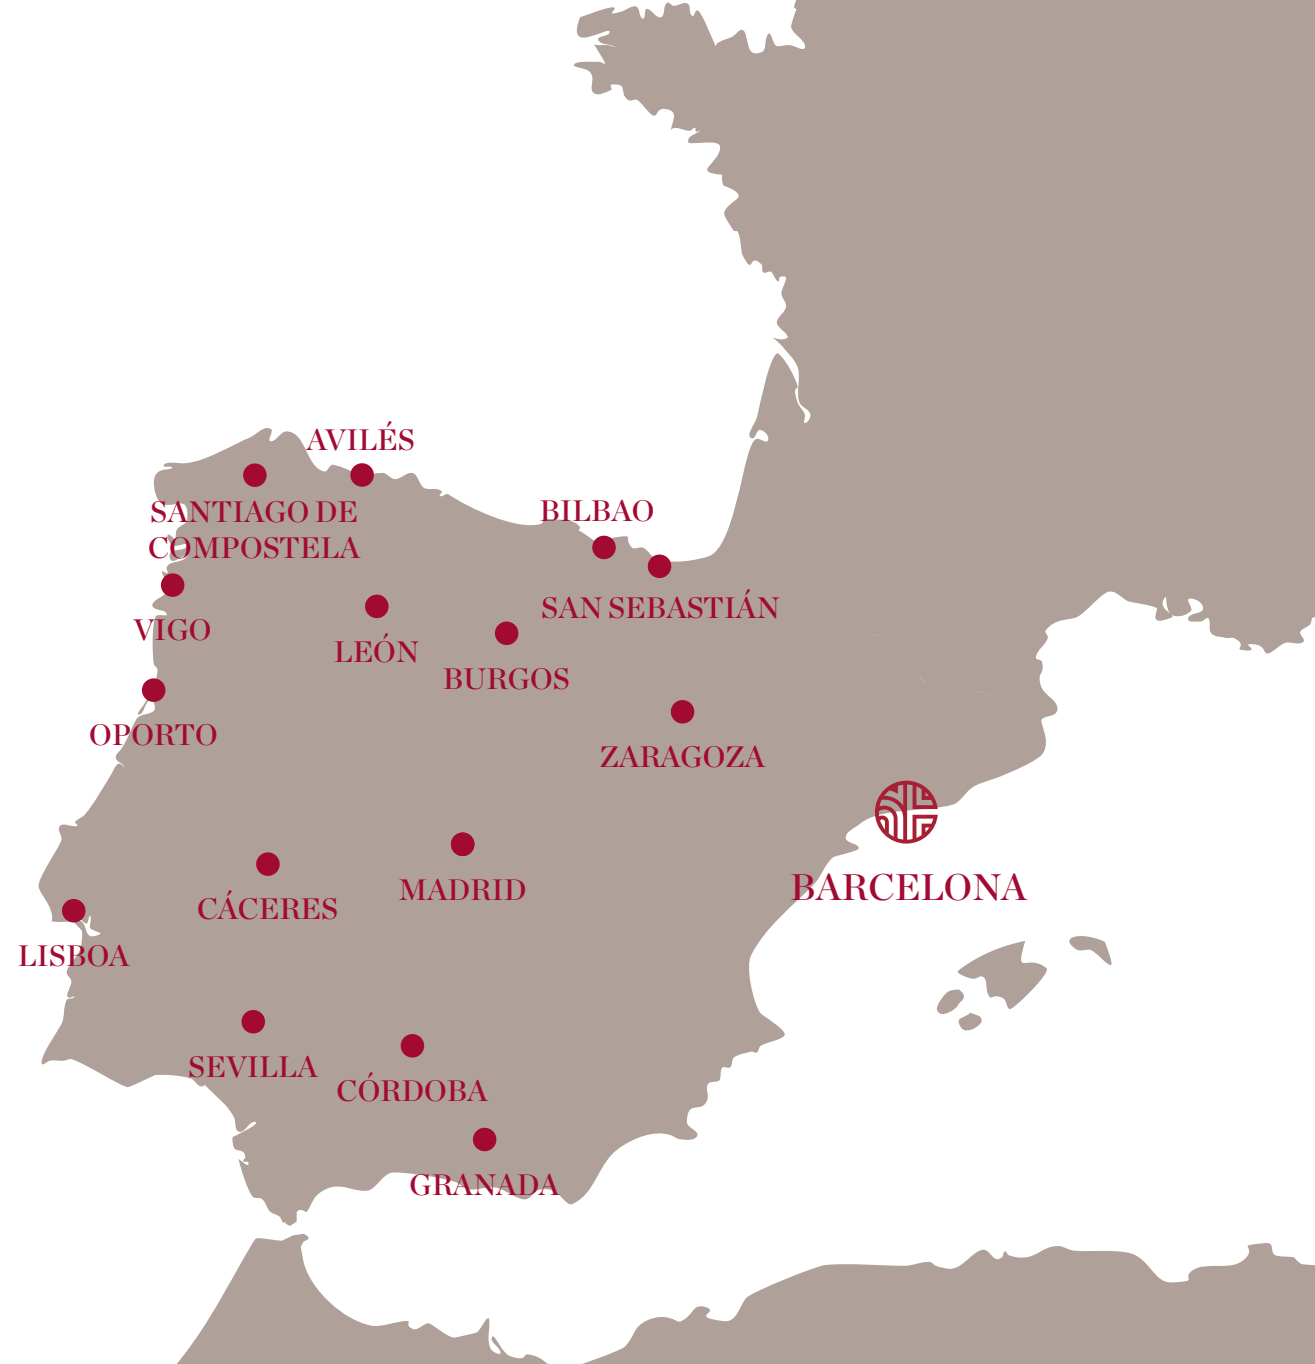 AVILÉS
SANTIAGO DE
COMPOSTELA
BILBAO
SAN SEBASTIÁN
VIGO
LEÓN
BURGOS
OPORTO
ZARAGOZA
BARCELONA
MADRID
CÁCERES
LISBOA
SEVILLA
CÓRDOBA
GRANADA